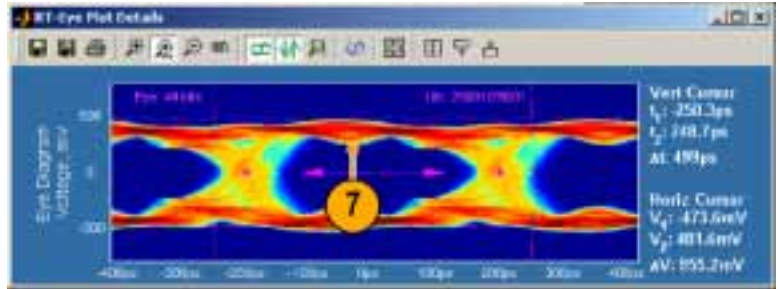 RT-Eye Plot Details
Vert Cursor
t1: -250.3ps
t2: 248.7ps
Δt: 499ps
Horiz Cursor
V1: -473.6mV
V2: 481.6mV
ΔV: 955.2mV
Eye Diagram
Voltage, mV
500
0
-500
7
-400ps -300ps -200ps -100ps 0ps 100ps 200ps 300ps 400ps